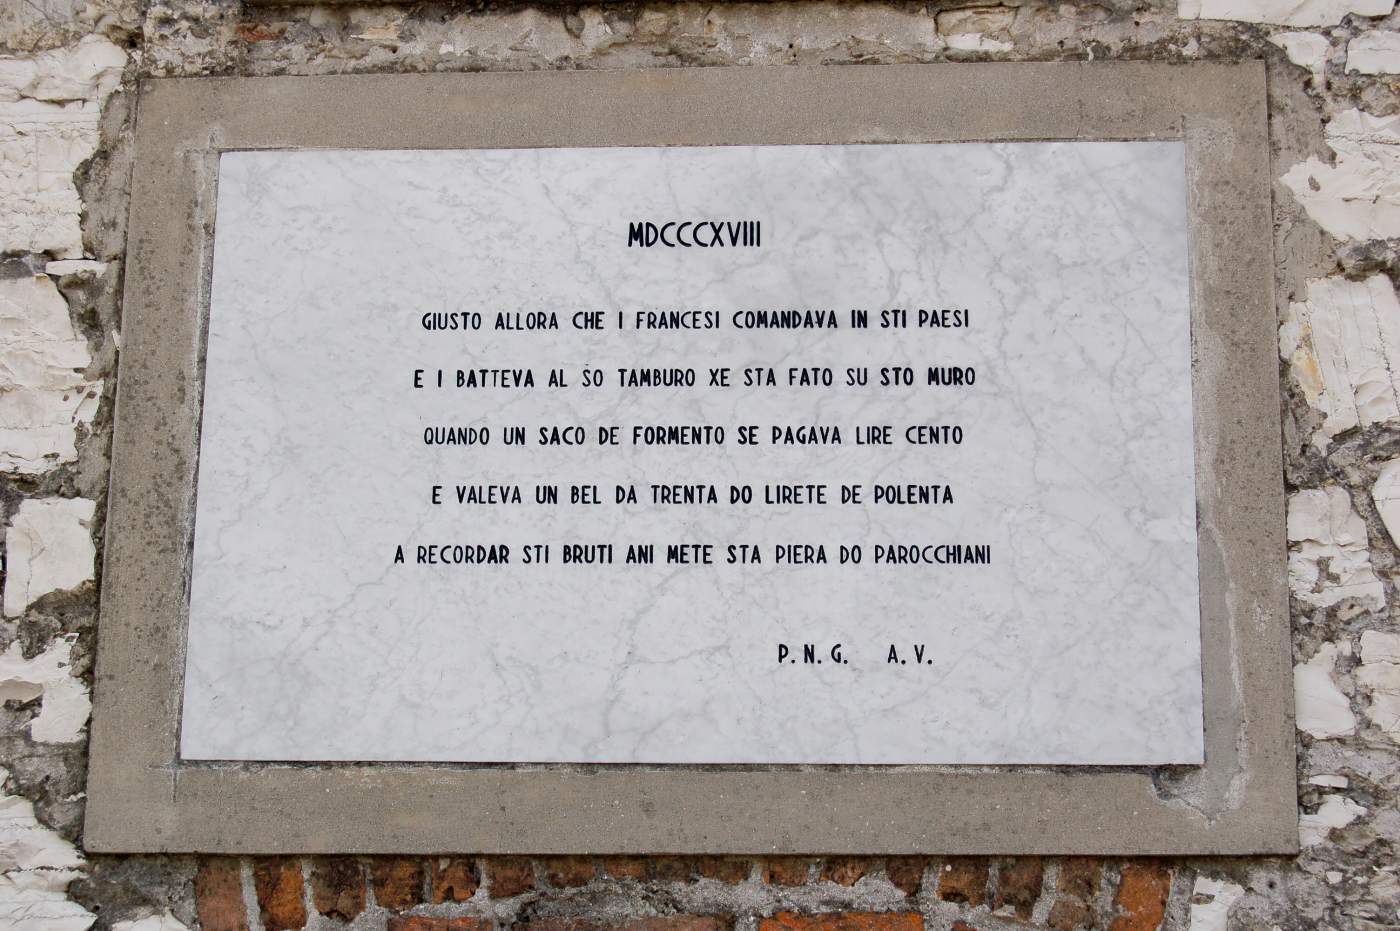 MDCCCXVIII
GIUSTO ALLORA CHE I FRANCESI COMANDAVA IN STI PAESI
E I BATTEVA AL SO TAMBURO XE STA FATO SU STO MURO
QUANDO UN SACO DE FORMENTO SE PAGAVA LIRE CENTO
E VALEVA UN BEL DA TRENTA DO LIRETE DE POLENTA
A RECORDAR STI BRUTI ANI METE STA PIERA DO PAROCCHIANI
P. N. G. A. V.